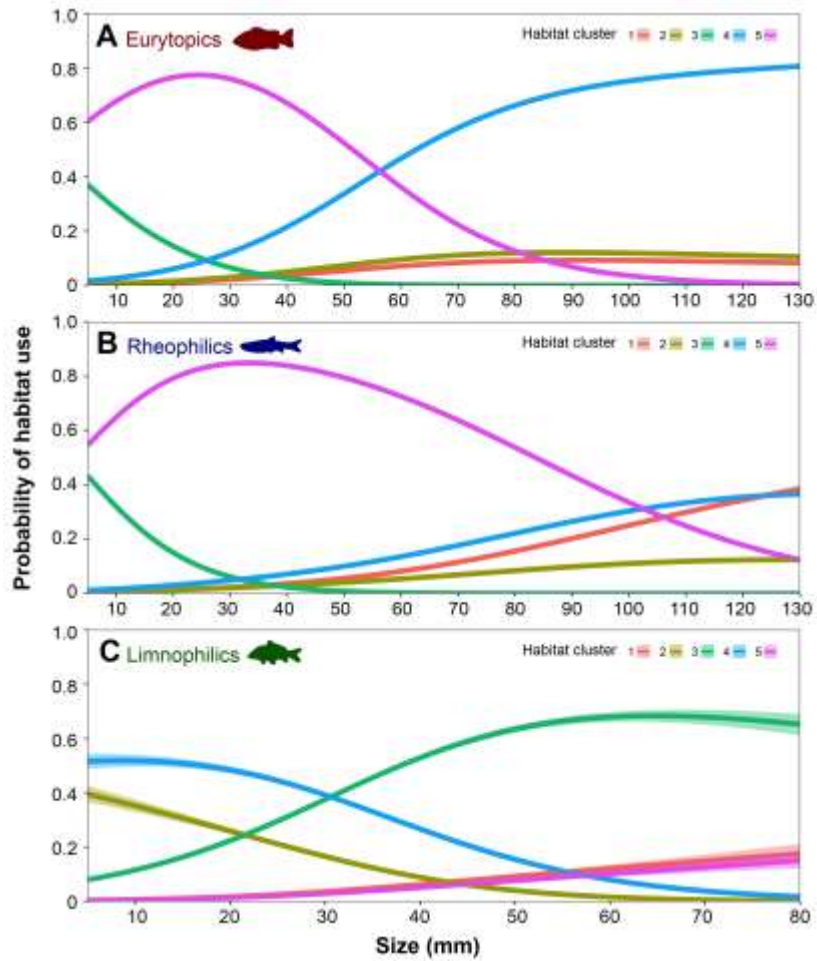 Probability of habitat use
A Eurytopics
Habitat cluster 1 2 3 4 5
1.0
0.8
0.6
0.4
0.2
0
10 20 30 40 50 60 70 80 90 100 110 120 130
B Rheophilics
Habitat cluster 1 2 3 4 5
1.0
0.8
0.6
0.4
0.2
0
10 20 30 40 50 60 70 80 90 100 110 120 130
C Limnophilics
Habitat cluster 1 2 3 4 5
1.0
0.8
0.6
0.4
0.2
0
10 20 30 40 50 60 70 80
Size (mm)